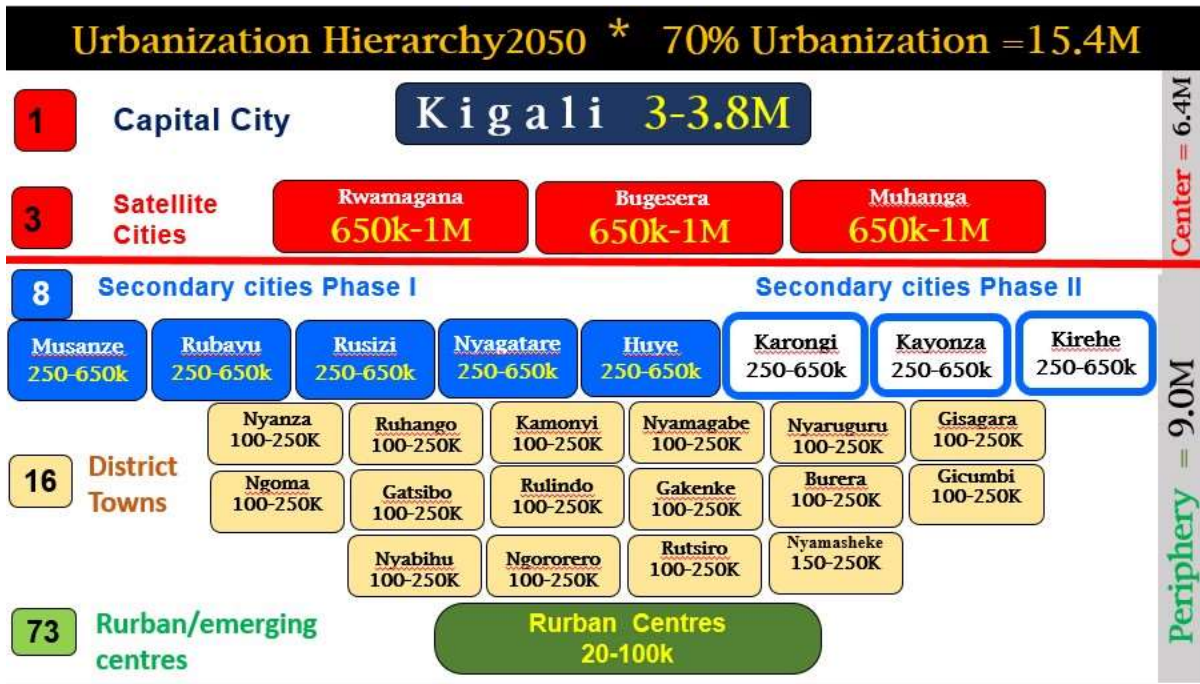 Urbanization Hierarchy2050 * 70% Urbanization =15.4M
1
Capital City
Kigali 3-3.8M
3
Satellite
Cities
Rwamagana
650k-1M
Bugesera
650k-1M
Muhanga
650k-1M
Center = 6.4M
8
Secondary cities Phase I
Secondary cities Phase II
Musanze
250-650k
Rubavu
250-650k
Rusizi
250-650k
Nyagatare
250-650k
Huye
250-650k
Karongi
250-650k
Kayonza
250-650k
Kirehe
250-650k
16
District
Towns
Nyanza
100-250K
Ruhango
100-250K
Kamonyi
100-250K
Nyamagabe
100-250K
Nyaruguru
100-250K
Gisagara
100-250K
Ngoma
100-250K
Gatsibo
100-250K
Rulindo
100-250K
Gakenke
100-250K
Burera
100-250K
Gicumbi
100-250K
Nyabihu
100-250K
Ngororero
100-250K
Rutsiro
100-250K
Nyamasheke
150-250K
73
Rurban/emerging
centres
Rurban Centres
20-100k
Periphery = 9.0M